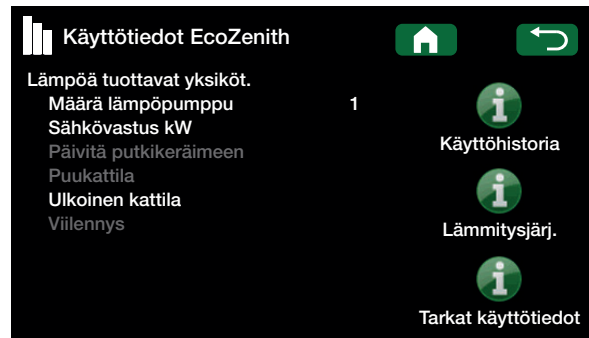 Käyttötiedot EcoZenith
Lämpöä tuottavat yksiköt.
Määrä lämpöpumppu 1
Sähkövastus kW
Päivitä putkikeräimeen
Puukattila
Ulkoinen kattila
Viilennys
Käyttöhistoria
Lämmitysjärj.
Tarkat käyttötiedot